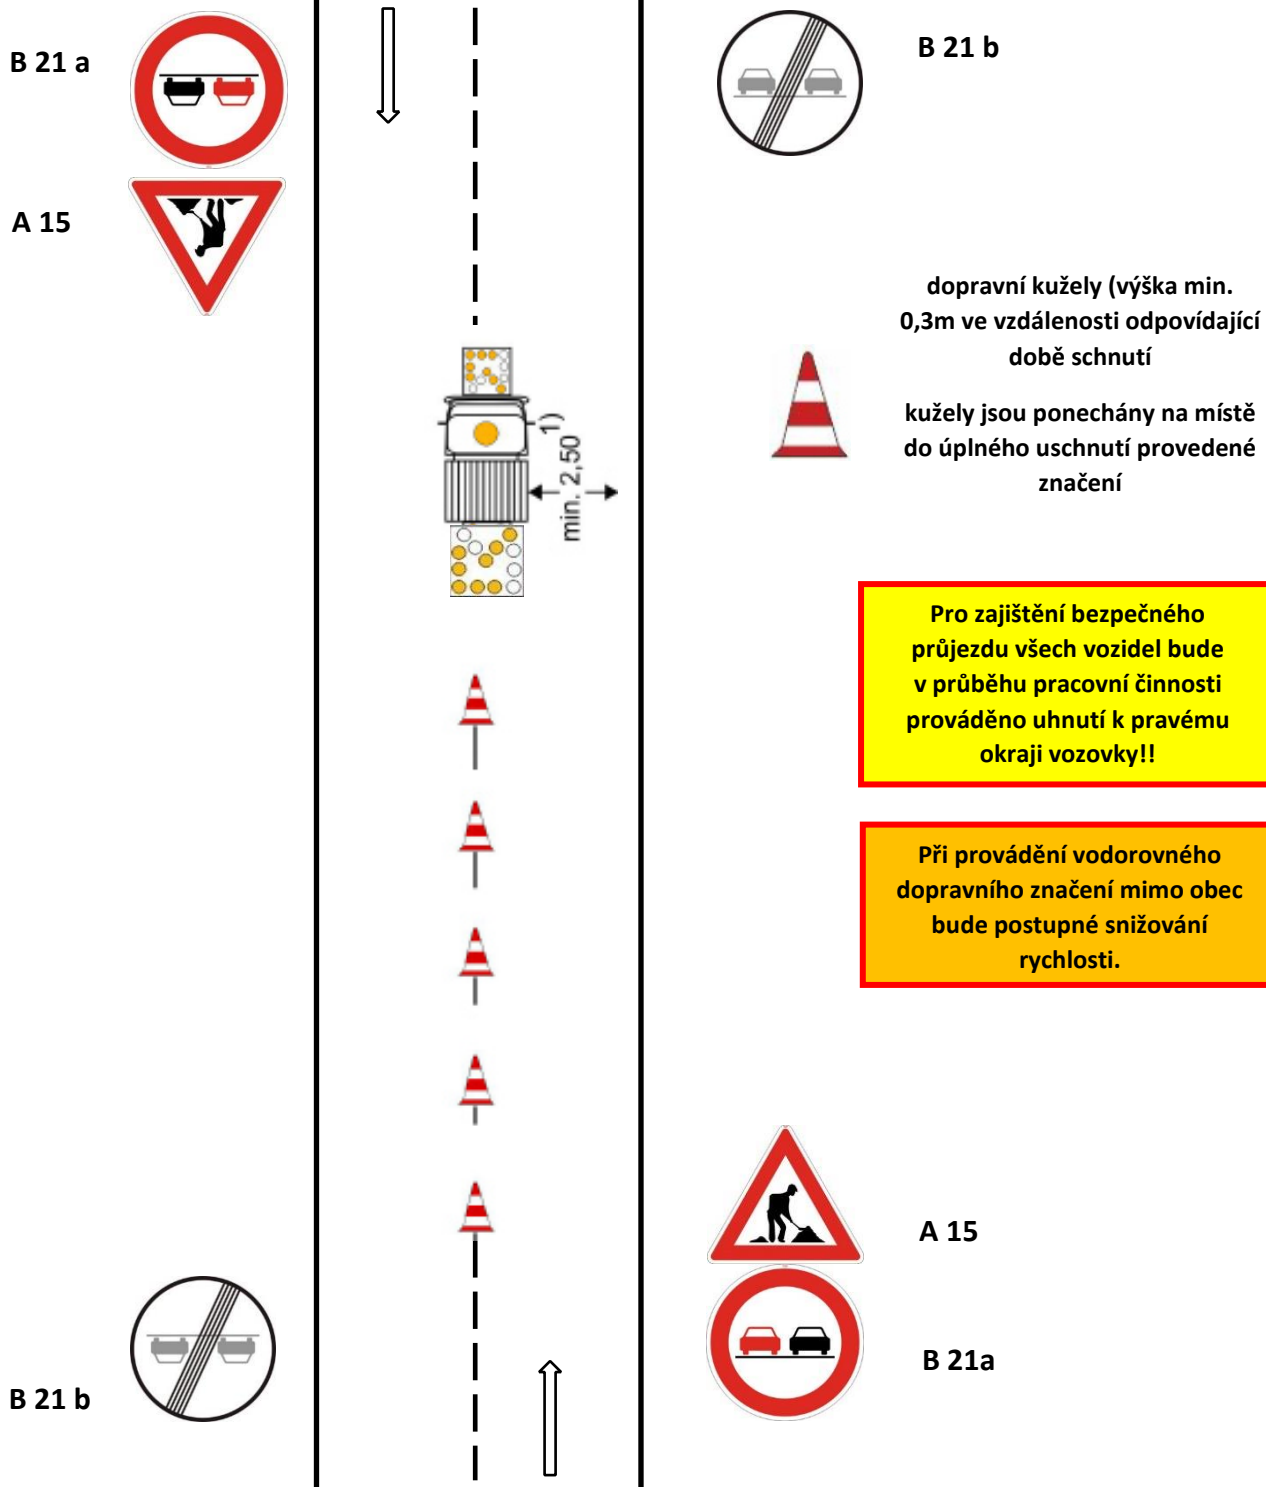 B 21 a
B 21 b
A 15
dopravní kužely (výška min.
0,3m ve vzdálenosti odpovídající
době schnutí
kužely jsou ponechány na místě
do úplného uschnutí provedené
značení
min. 2,50 1)
Pro zajištění bezpečného
průjezdu všech vozidel bude
v průběhu pracovní činnosti
prováděno uhnutí k pravému
okraji vozovky!!
Při provádění vodorovného
dopravního značení mimo obec
bude postupné snižování
rychlosti.
A 15
B 21a
B 21 b